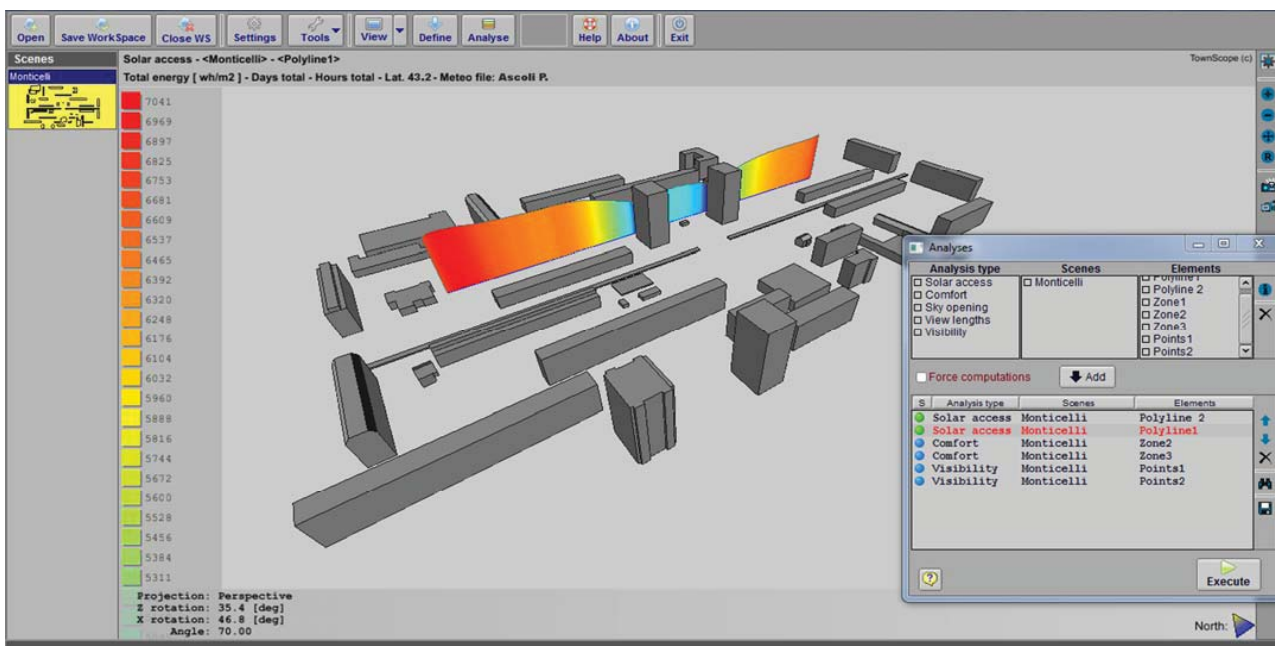 Open Save WorkSpace Close WS Settings Tools View Define Analyse Help About Exit
Scenes
Monticelli
Solar access - <Monticelli> - <Polyline1>
TownScope (c)
Total energy [ wh/m2 ] - Days total - Hours total - Lat. 43.2 - Meteo file: Ascoli P.
7041
6969
6897
6825
6753
6681
6609
6537
6465
6392
6320
6248
6176
6104
6032
5960
5888
5816
5744
5672
5600
5528
5456
5384
5311
Projection: Perspective
Z rotation: 35.4 [deg]
X rotation: 46.8 [deg]
Angle: 70.00
North:
R
Analyses
Analysis type Scenes Elements
Solar access Monticelli Polyline1
Comfort Polyline 2
Sky opening Zone1
View lengths Zone2
Visibility Zone3
Points1
Points2
Force computations Add
S Analysis type Scenes Elements
Solar access Monticelli Polyline 2
Solar access Monticelli Polyline1
Comfort Monticelli Zone2
Comfort Monticelli Zone3
Visibility Monticelli Points1
Visibility Monticelli Points2
?
Execute